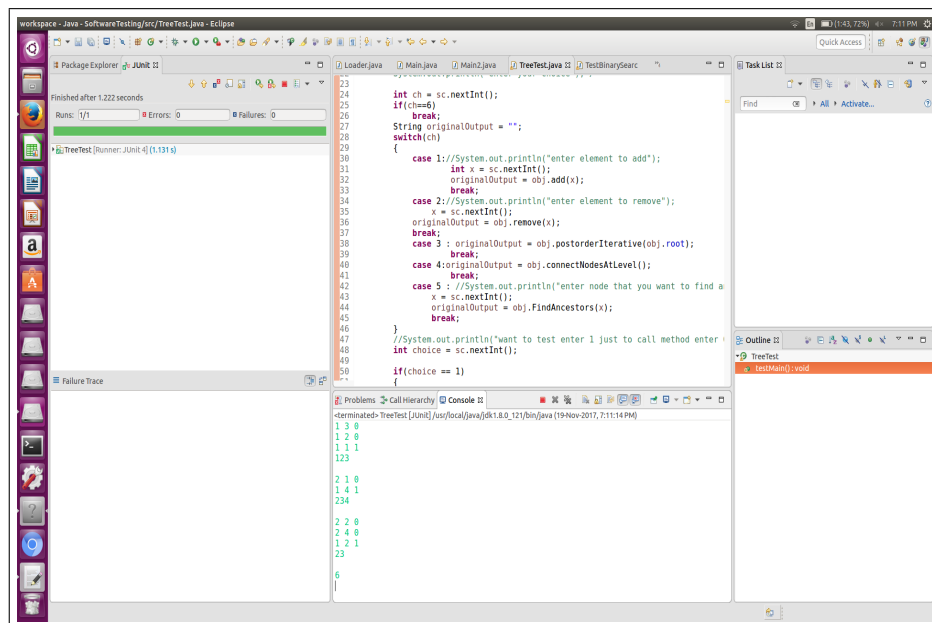 workspace - Java - SoftwareTesting/src/TreeTest.java - Eclipse
En (1:43, 72%) 7:11 PM
Quick Access
Package Explorer JUnit
Finished after 1.222 seconds
Runs: 1/1 Errors: 0 Failures: 0
TreeTest [Runner: JUnit 4] (1.131 s)
Failure Trace
Loader.java Main.java Main2.java TreeTest.java TestBinarySearc
23
24 int ch = sc.nextInt();
25 if(ch==6)
26 break;
27 String originalOutput = "";
28 switch(ch)
29 {
30 case 1://System.out.println("enter element to add");
31 int x = sc.nextInt();
32 originalOutput = obj.add(x);
33 break;
34 case 2://System.out.println("enter element to remove");
35 x = sc.nextInt();
36 originalOutput = obj.remove(x);
37 break;
38 case 3 : originalOutput = obj.postorderIterative(obj.root);
39 break;
40 case 4:originalOutput = obj.connectNodesAtLevel();
41 break;
42 case 5 : //System.out.println("enter node that you want to find a
43 x = sc.nextInt();
44 originalOutput = obj.FindAncestors(x);
45 break;
46 }
47 //System.out.println("want to test enter 1 just to call method enter
48 int choice = sc.nextInt();
49
50 if(choice == 1)
{
Problems Call Hierarchy Console
<terminated> TreeTest [JUnit] /usr/local/java/jdk1.8.0_121/bin/java (19-Nov-2017, 7:11:14 PM)
1 3 0
1 2 0
1 1 1
123
2 1 0
1 4 1
234
2 2 0
2 4 0
1 2 1
23
6
Task List
Find All Activate...
Outline
TreeTest
testMain() : void